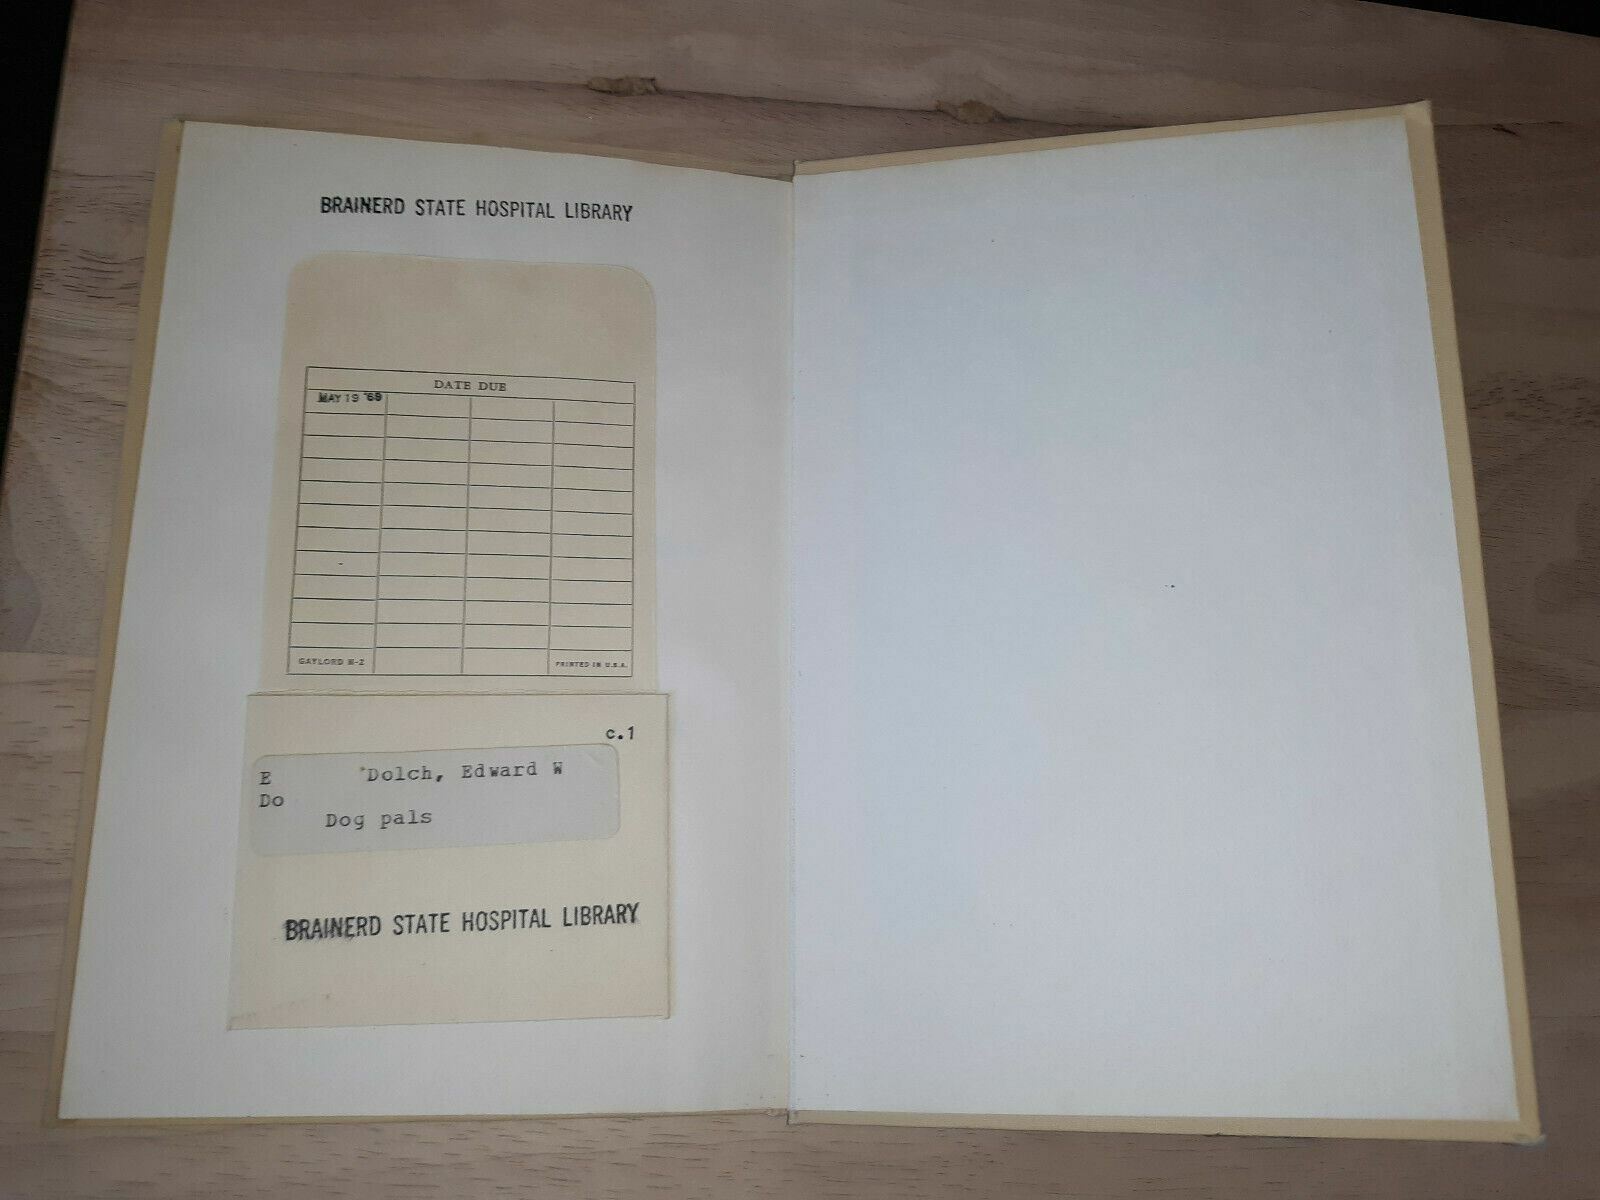 BRAINERD STATE HOSPITAL LIBRARY
DATE DUE
MAY 19 '69
GAYLORD M-2
PRINTED IN U.S.A.
c.1
E Dolch, Edward W
Do
Dog pals
BRAINERD STATE HOSPITAL LIBRARY